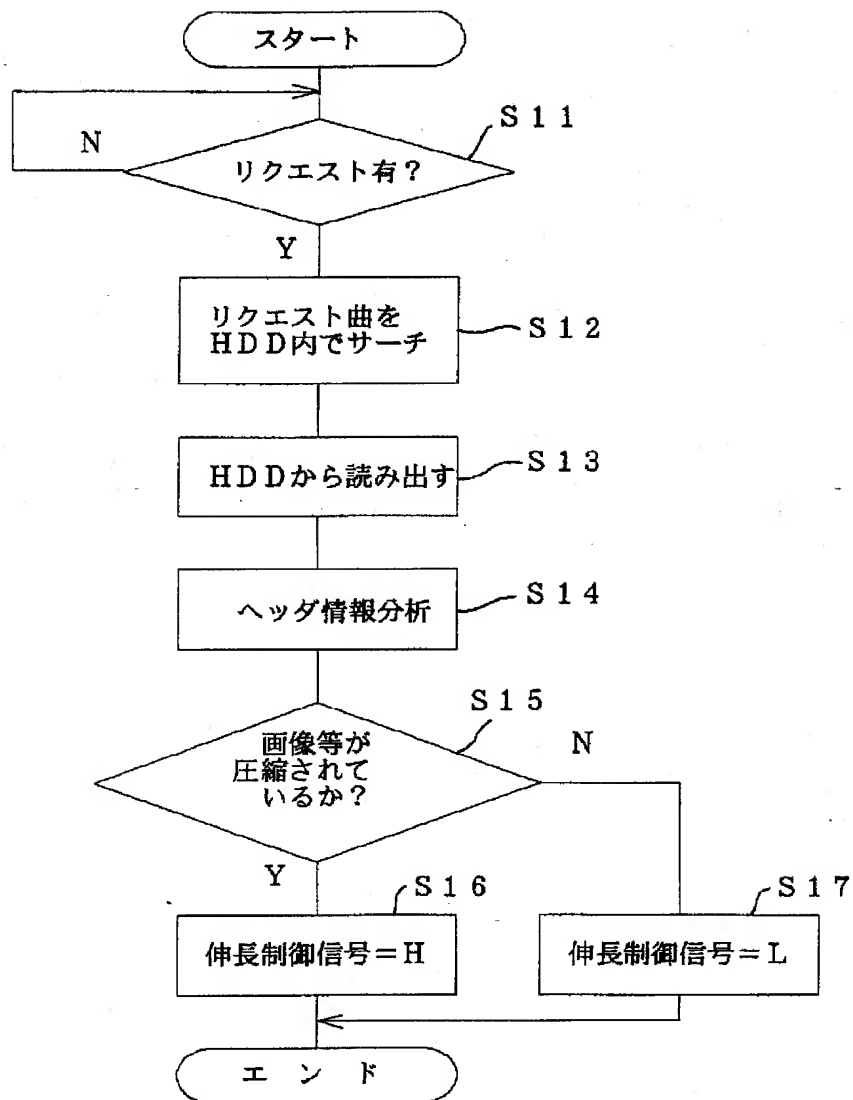 スタート
S11
N
リクエスト有？
Y
リクエスト曲を
HDD内でサーチ
S12
HDDから読み出す
S13
ヘッダ情報分析
S14
S15
画像等が
圧縮されて
いるか？
N
Y
S16
S17
伸長制御信号＝H
伸長制御信号＝L
エンド